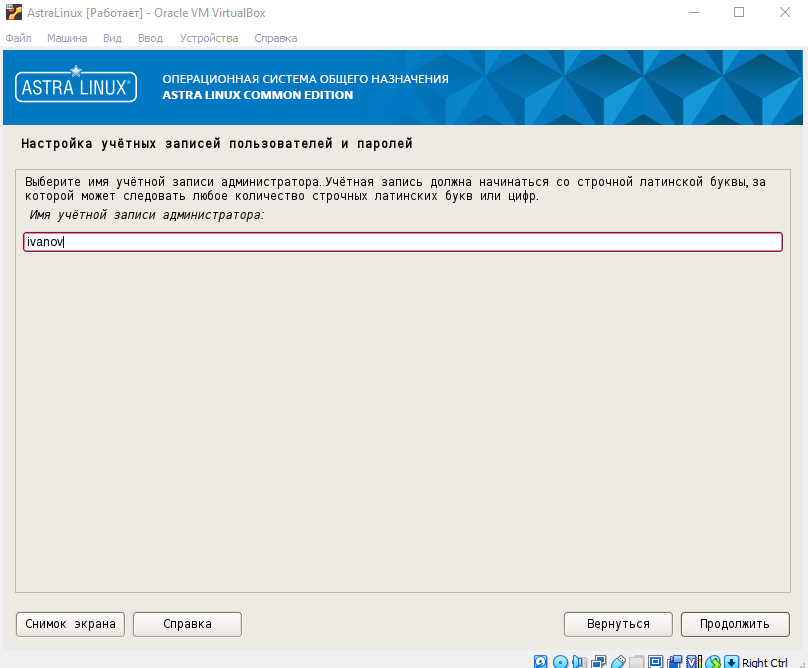 AstraLinux [Работает] - Oracle VM VirtualBox
Файл Машина Вид Ввод Устройства Справка
ASTRA LINUX®
ОПЕРАЦИОННАЯ СИСТЕМА ОБЩЕГО НАЗНАЧЕНИЯ
ASTRA LINUX COMMON EDITION
Настройка учётных записей пользователей и паролей
Выберите имя учётной записи администратора. Учётная запись должна начинаться со строчной латинской буквы, за
которой может следовать любое количество строчных латинских букв или цифр.
Имя учётной записи администратора:
ivanov
Снимок экрана Справка Вернуться Продолжить
Right Ctrl